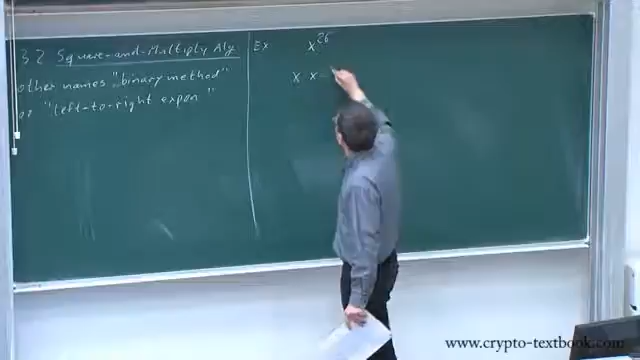 3.2 Square-and-Multiply Alg
other names "binary method"
or "left-to-right expon "
Ex x^26
x x
www.crypto-textbook.com